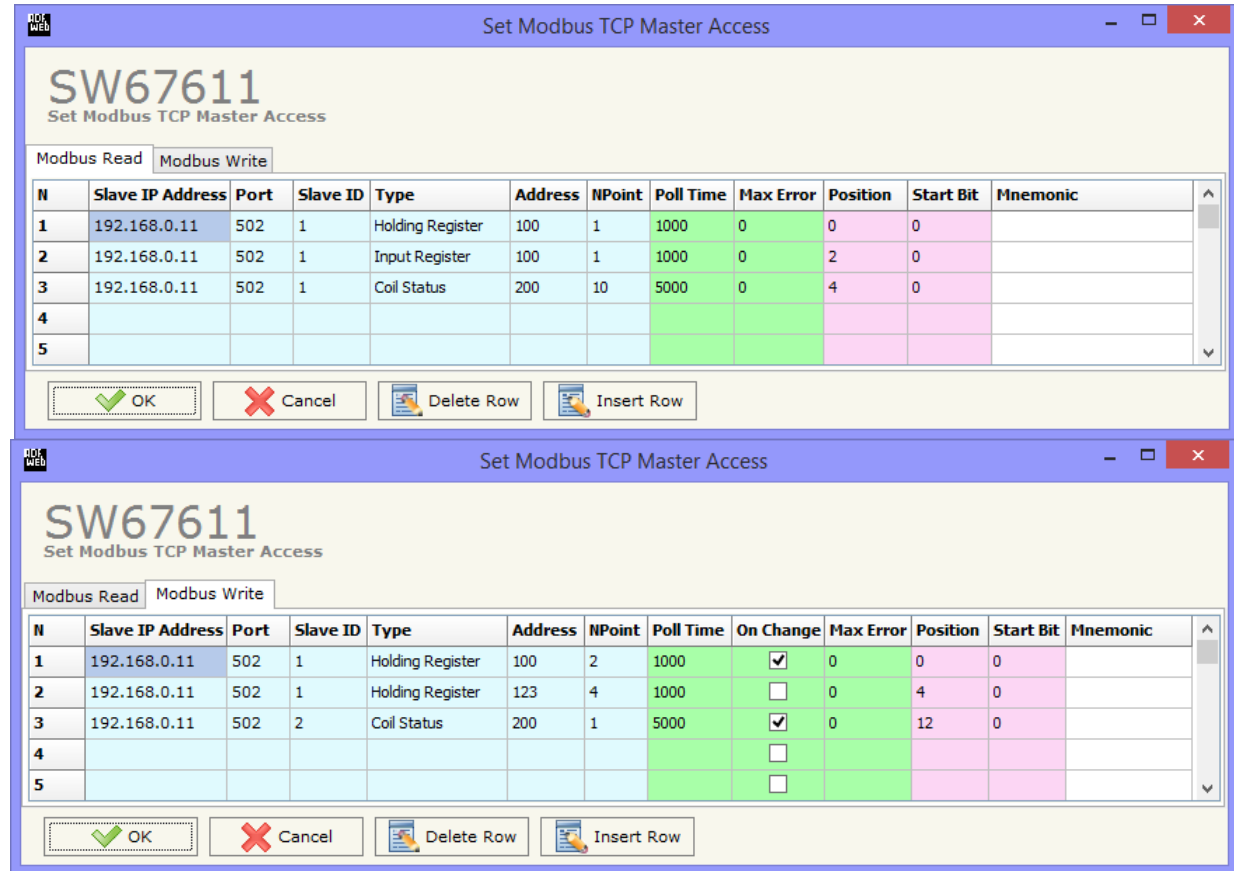 ADF WEB Set Modbus TCP Master Access
SW67611
Set Modbus TCP Master Access
Modbus Read Modbus Write
N Slave IP Address Port Slave ID Type Address NPoint Poll Time Max Error Position Start Bit Mnemonic
1 192.168.0.11 502 1 Holding Register 100 1 1000 0 0 0
2 192.168.0.11 502 1 Input Register 100 1 1000 0 2 0
3 192.168.0.11 502 1 Coil Status 200 10 5000 0 4 0
4
5
OK Cancel Delete Row Insert Row
ADF WEB Set Modbus TCP Master Access
SW67611
Set Modbus TCP Master Access
Modbus Read Modbus Write
N Slave IP Address Port Slave ID Type Address NPoint Poll Time On Change Max Error Position Start Bit Mnemonic
1 192.168.0.11 502 1 Holding Register 100 2 1000 0 0 0
2 192.168.0.11 502 1 Holding Register 123 4 1000 0 4 0
3 192.168.0.11 502 2 Coil Status 200 1 5000 0 12 0
4
5
OK Cancel Delete Row Insert Row